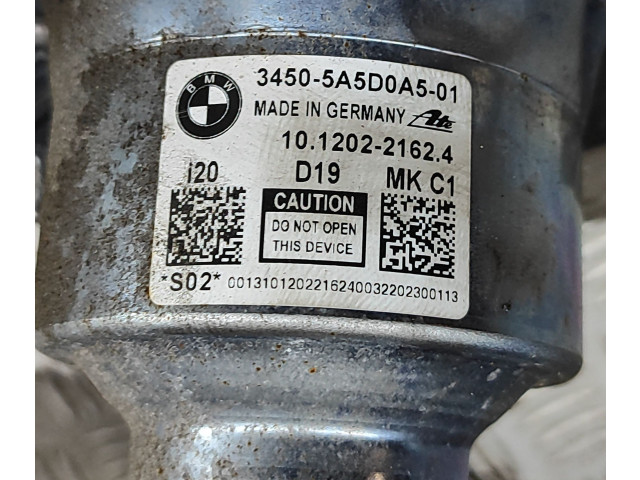 BMW
3450-5A5D0A5-01
MADE IN GERMANY Ate
10.1202-2162.4
i20 D19 MK C1
CAUTION
DO NOT OPEN
THIS DEVICE
*S02* 0013101202216240032202300113